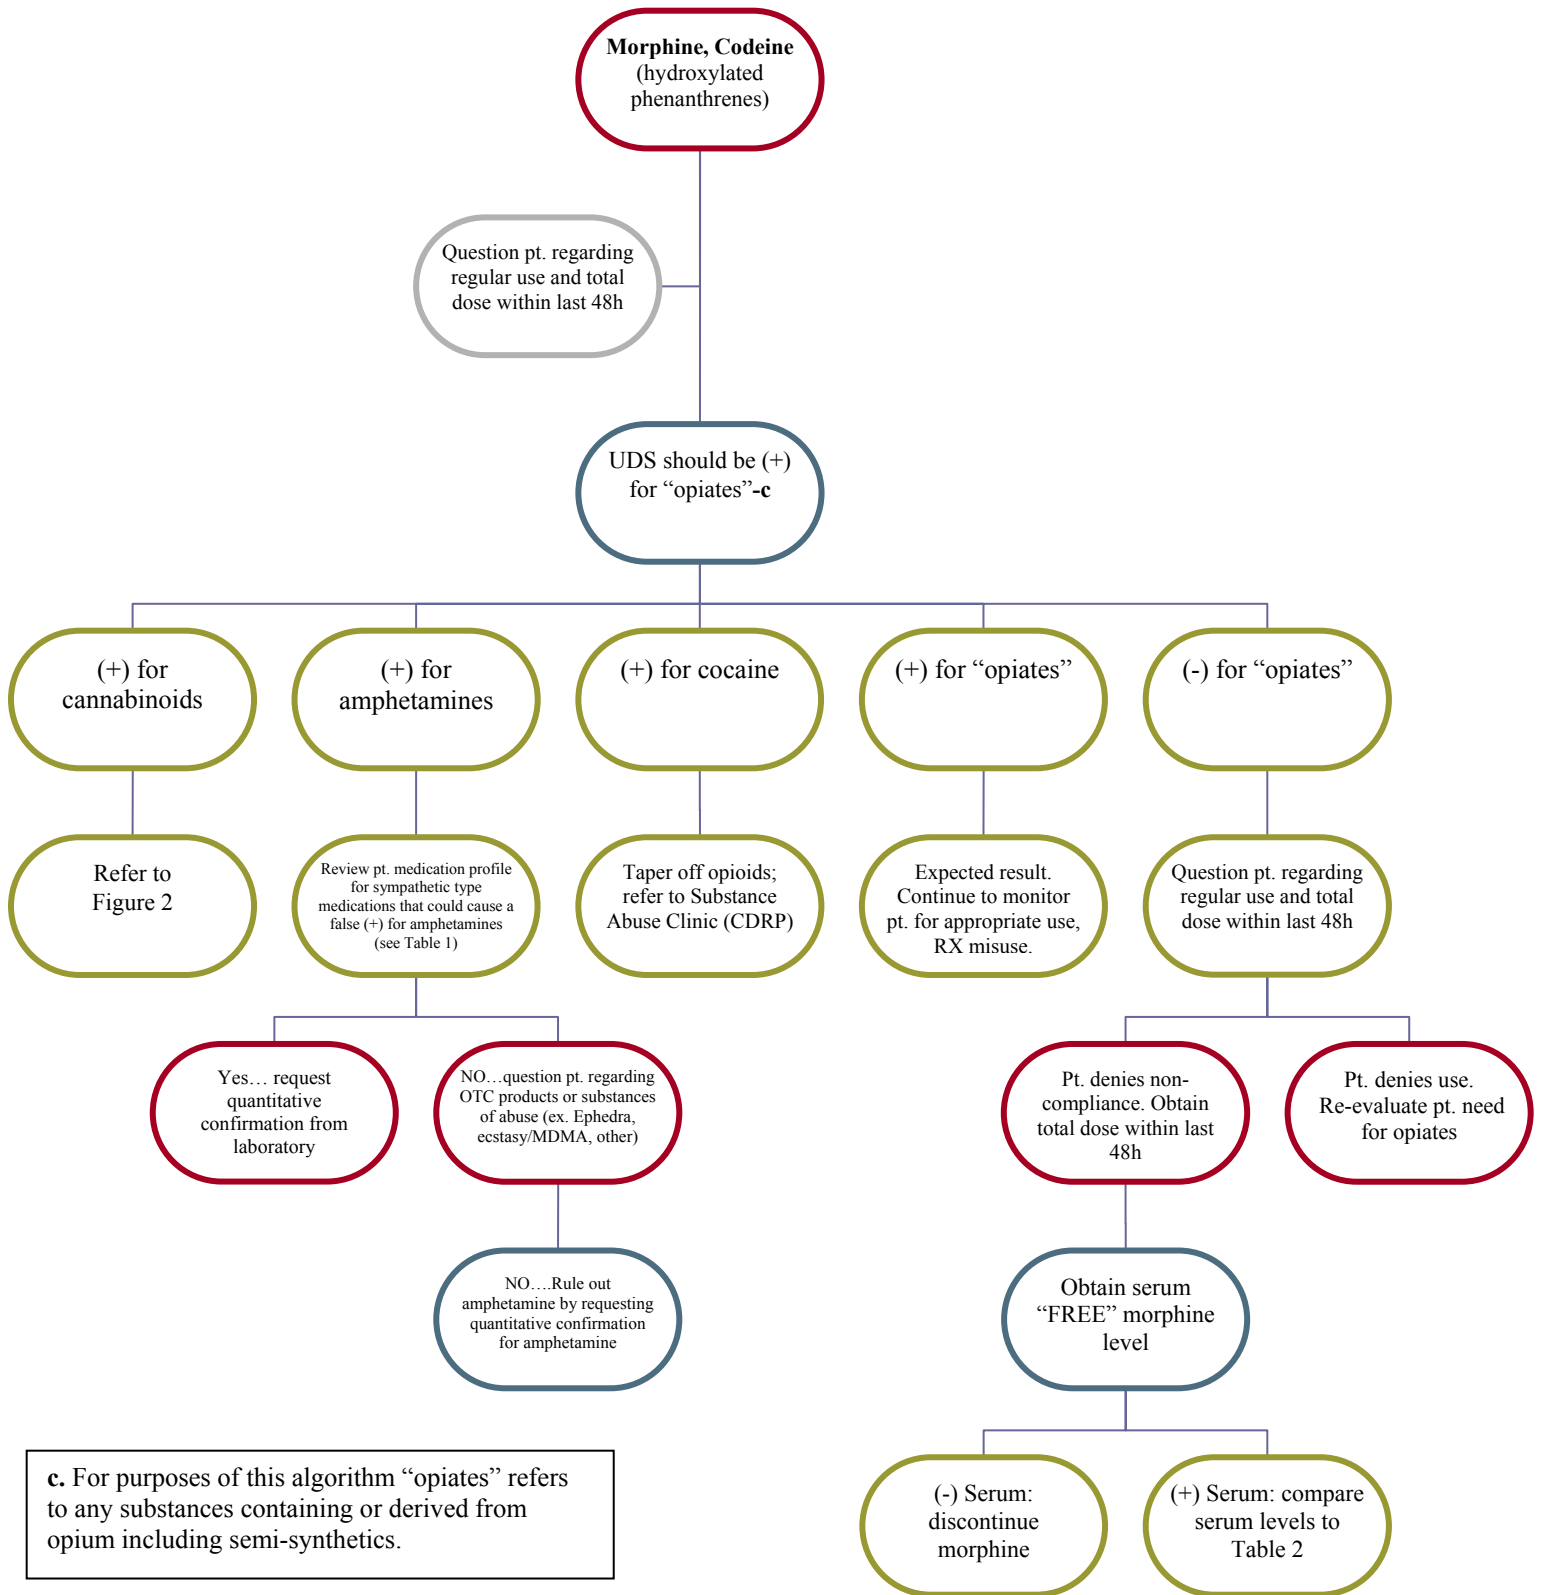 Morphine, Codeine
(hydroxylated
phenanthrenes)
Question pt. regarding
regular use and total
dose within last 48h
UDS should be (+)
for “opiates”-c
(+) for
cannabinoids
(+) for
amphetamines
(+) for cocaine
(+) for “opiates”
(-) for “opiates”
Refer to
Figure 2
Review pt. medication profile
for sympathetic type
medications that could cause a
false (+) for amphetamines
(see Table 1)
Taper off opioids;
refer to Substance
Abuse Clinic (CDRP)
Expected result.
Continue to monitor
pt. for appropriate use,
RX misuse.
Question pt. regarding
regular use and total
dose within last 48h
Yes… request
quantitative
confirmation from
laboratory
NO…question pt. regarding
OTC products or substances
of abuse (ex. Ephedra,
ecstasy/MDMA, other)
Pt. denies non-
compliance. Obtain
total dose within last
48h
Pt. denies use.
Re-evaluate pt. need
for opiates
NO….Rule out
amphetamine by requesting
quantitative confirmation
for amphetamine
Obtain serum
“FREE” morphine
level
(-) Serum:
discontinue
morphine
(+) Serum: compare
serum levels to
Table 2
c. For purposes of this algorithm “opiates” refers
to any substances containing or derived from
opium including semi-synthetics.